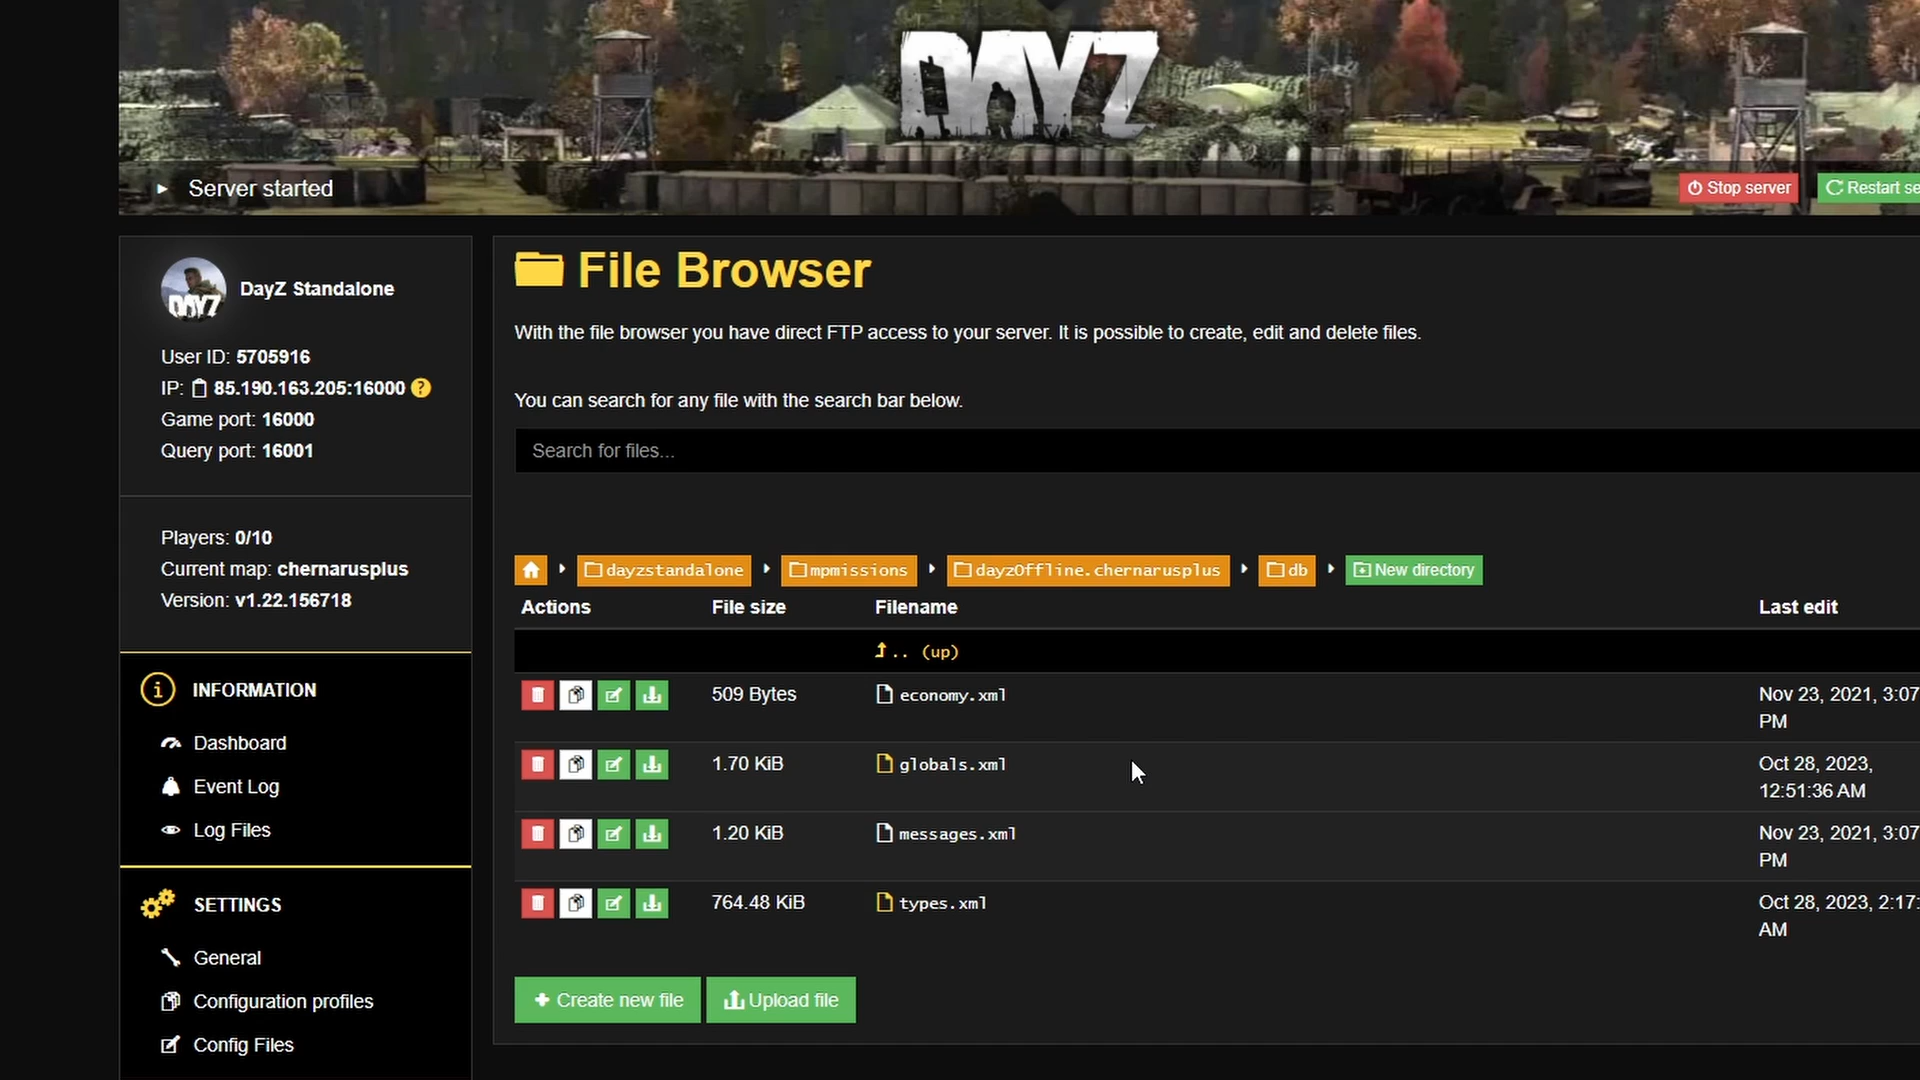 DAYZ
Server started
Stop server
Restart se
DAYZ
DayZ Standalone
User ID: 5705916
IP: 85.190.163.205:16000 ?
Game port: 16000
Query port: 16001
Players: 0/10
Current map: chernarusplus
Version: v1.22.156718
INFORMATION
Dashboard
Event Log
Log Files
SETTINGS
General
Configuration profiles
Config Files
File Browser
With the file browser you have direct FTP access to your server. It is possible to create, edit and delete files.
You can search for any file with the search bar below.
Search for files...
dayzstandalone mpmissions dayzOffline.chernarusplus db New directory
Actions File size Filename Last edit
.. (up)
509 Bytes economy.xml Nov 23, 2021, 3:07
PM
1.70 KiB globals.xml Oct 28, 2023,
12:51:36 AM
1.20 KiB messages.xml Nov 23, 2021, 3:07
PM
764.48 KiB types.xml Oct 28, 2023, 2:17:
AM
Create new file Upload file